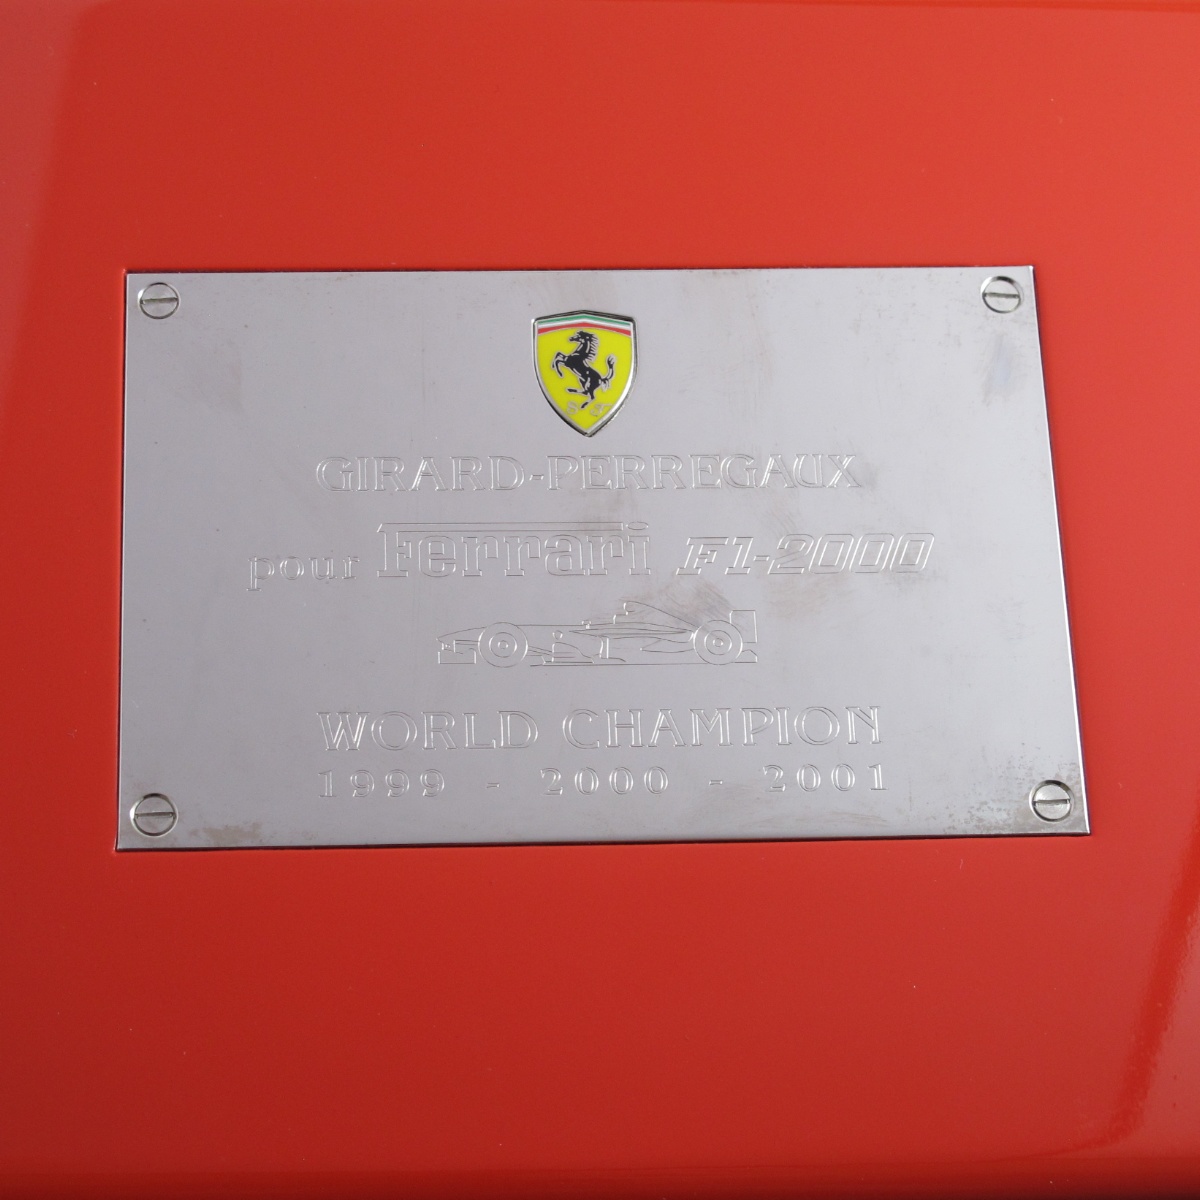 GIRARD-PERREGAUX
pour Ferrari F1-2000
WORLD CHAMPION
1999 - 2000 - 2001